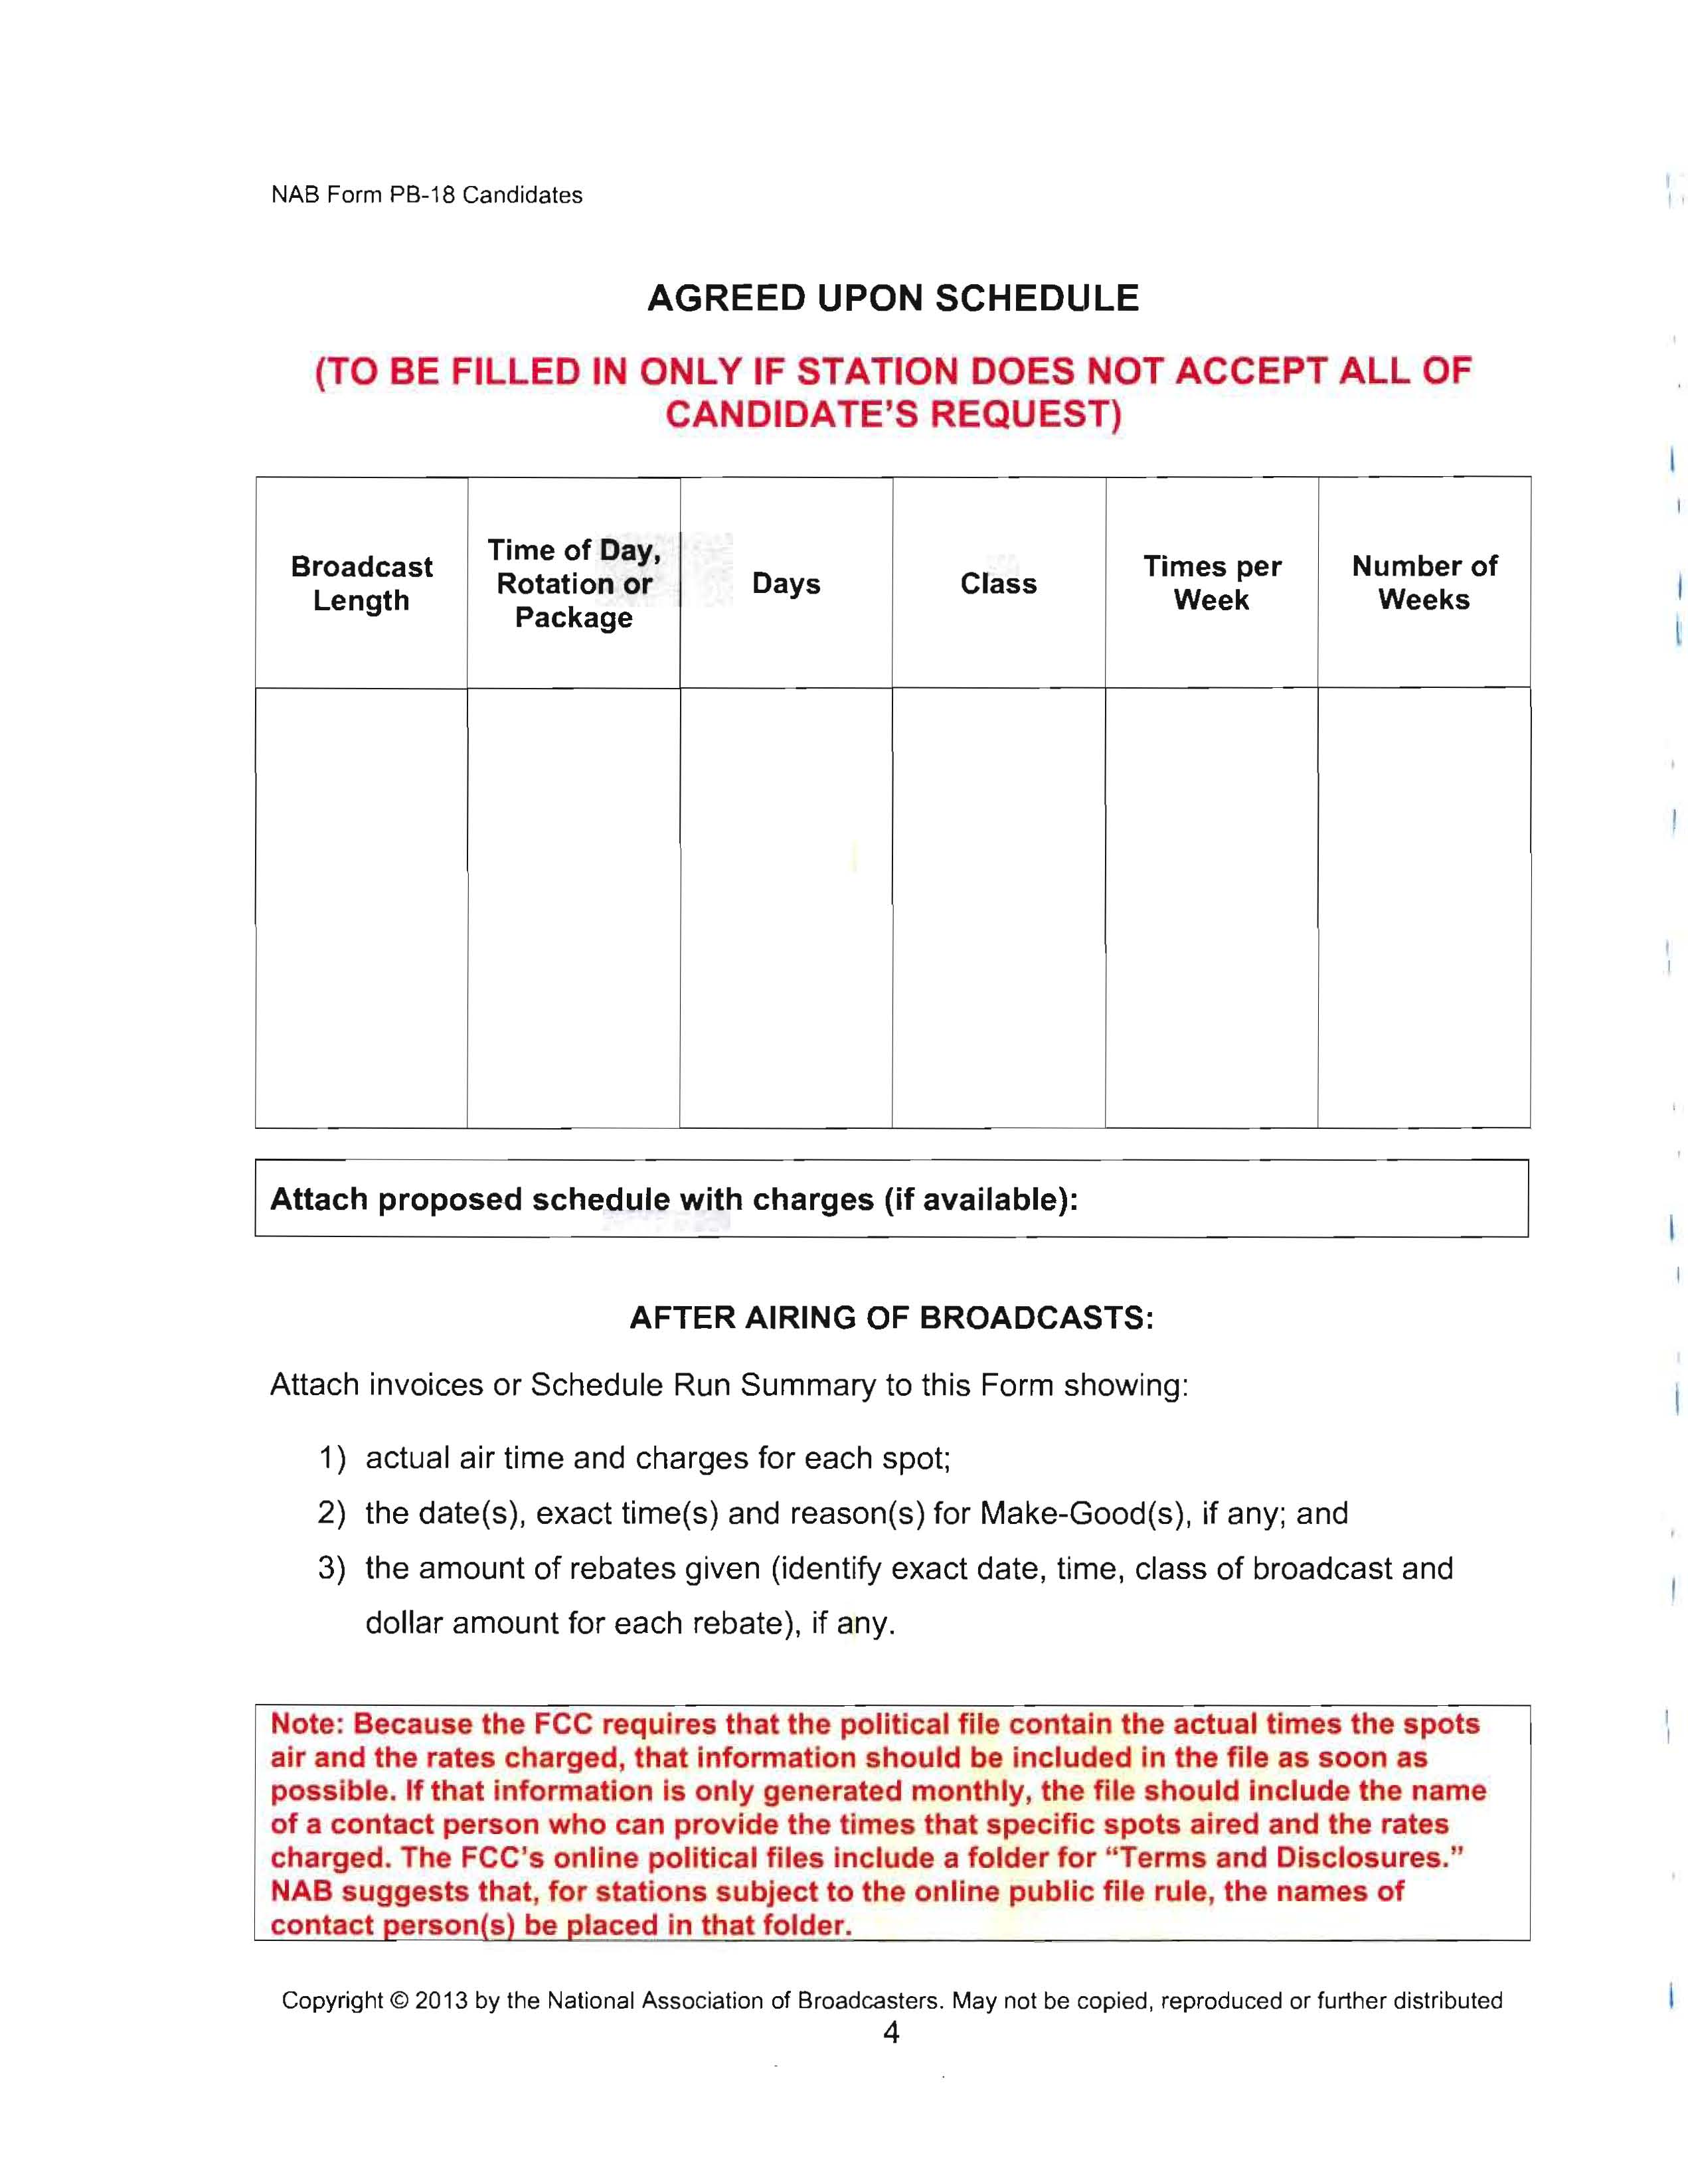 NAB Form PB-18 Candidates
AGREED UPON SCHEDULE
(TO BE FILLED IN ONLY IF STATION DOES NOT ACCEPT ALL OF
CANDIDATE'S REQUEST)
Broadcast
Length
Time of Day,
Rotation or
Package
Days
Class
Times per
Week
Number of
Weeks
Attach proposed schedule with charges (if available):
AFTER AIRING OF BROADCASTS:
Attach invoices or Schedule Run Summary to this Form showing:
1) actual air time and charges for each spot;
2) the date(s), exact time(s) and reason(s) for Make-Good(s), if any; and
3) the amount of rebates given (identify exact date, time, class of broadcast and
dollar amount for each rebate), if any.
Note: Because the FCC requires that the political file contain the actual times the spots
air and the rates charged, that information should be included in the file as soon as
possible. If that information is only generated monthly, the file should include the name
of a contact person who can provide the times that specific spots aired and the rates
charged. The FCC's online political files include a folder for “Terms and Disclosures.”
NAB suggests that, for stations subject to the online public file rule, the names of
contact person(s) be placed in that folder.
Copyright © 2013 by the National Association of Broadcasters. May not be copied, reproduced or further distributed
4